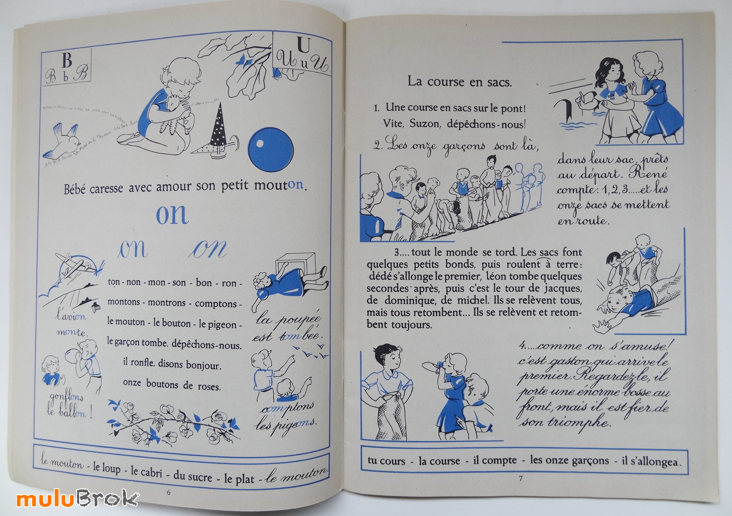 B
B b B
U
U u U
Bébé caresse avec amour son petit mouton.
on
on on
l'avion
monte.
gonflons
le ballon!
ton - non - mon - son - bon - ron -
montons - montrons - comptons -
le mouton - le bouton - le pigeon -
le garçon tombe. dépêchons-nous.
il ronfle. disons bonjour.
onze boutons de roses.
la poupée
est tombée.
comptons
les pigeons.
le mouton - le loup - le cabri - du sucre - le plat - le mouton.
6
La course en sacs.
1. Une course en sacs sur le pont!
Vite, Suzon, dépêchons-nous!
2. Les onze garçons sont là,
dans leur sac, prêts
au départ. René
compte: 1,2,3....et les
onze sacs se mettent
en route.
3.... tout le monde se tord. Les sacs font
quelques petits bonds, puis roulent à terre:
dédé s'allonge le premier, léon tombe quelques
secondes après, puis c'est le tour de jacques,
de dominique, de michel. Ils se relèvent tous,
mais tous retombent... Ils se relèvent et retom-
bent toujours.
4....comme on s'amuse!
c'est gaston qui arrive le
premier. Regardez-le, il
porte une énorme bosse au
front, mais il est fier de
son triomphe.
tu cours - la course - il compte - les onze garçons - il s'allongea.
7
muluBrok